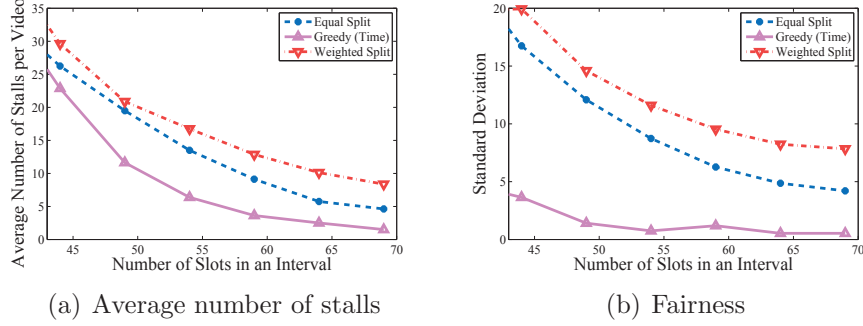 Average Number of Stalls per Video
35
30
25
20
15
10
5
0
45
50
55
60
65
70
Number of Slots in an Interval
Equal Split
Greedy (Time)
Weighted Split
(a) Average number of stalls
Standard Deviation
20
15
10
5
0
45
50
55
60
65
70
Number of Slots in an Interval
Equal Split
Greedy (Time)
Weighted Split
(b) Fairness